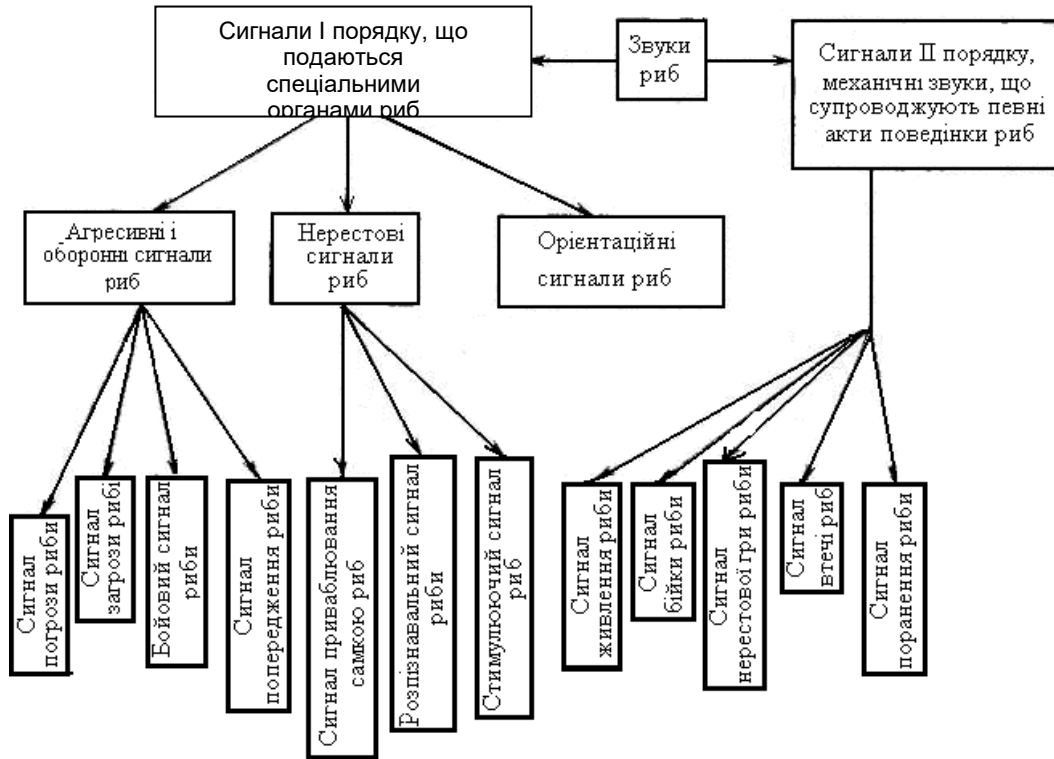 Сигнали I порядку, що
подаються
спеціальними
органами риб
Звуки
риб
Сигнали II порядку,
механічні звуки, що
супроводжують певні
акти поведінки риб
Агресивні і
оборонні сигнали
риб
Нерестові
сигнали
риб
Орієнтаційні
сигнали риб
Сигнал
погрози риби
Сигнал
загрози рибі
Бойовий сигнал
риби
Сигнал
попередження риби
Сигнал приваблювання
самкою риб
Розпізнавальний сигнал
риби
Стимулюючий сигнал
риб
Сигнал
живлення риби
Сигнал
бійки риби
Сигнал
нерестової гри риби
Сигнал
втечі риб
Сигнал
поранення риби